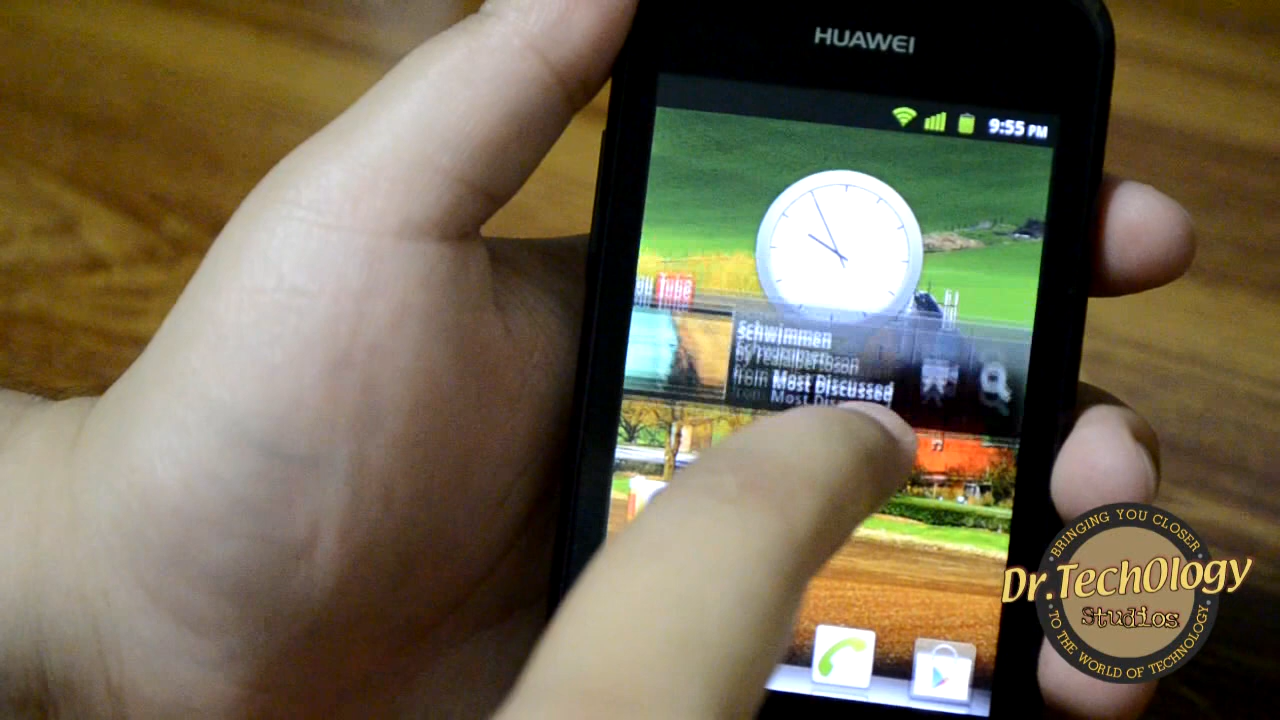 HUAWEI
9:55 PM
You Tube
Schwimmen
from Most Discussed
BRINGING YOU CLOSER
Dr.TechOlogy
Studios
TO THE WORLD OF TECHNOLOGY